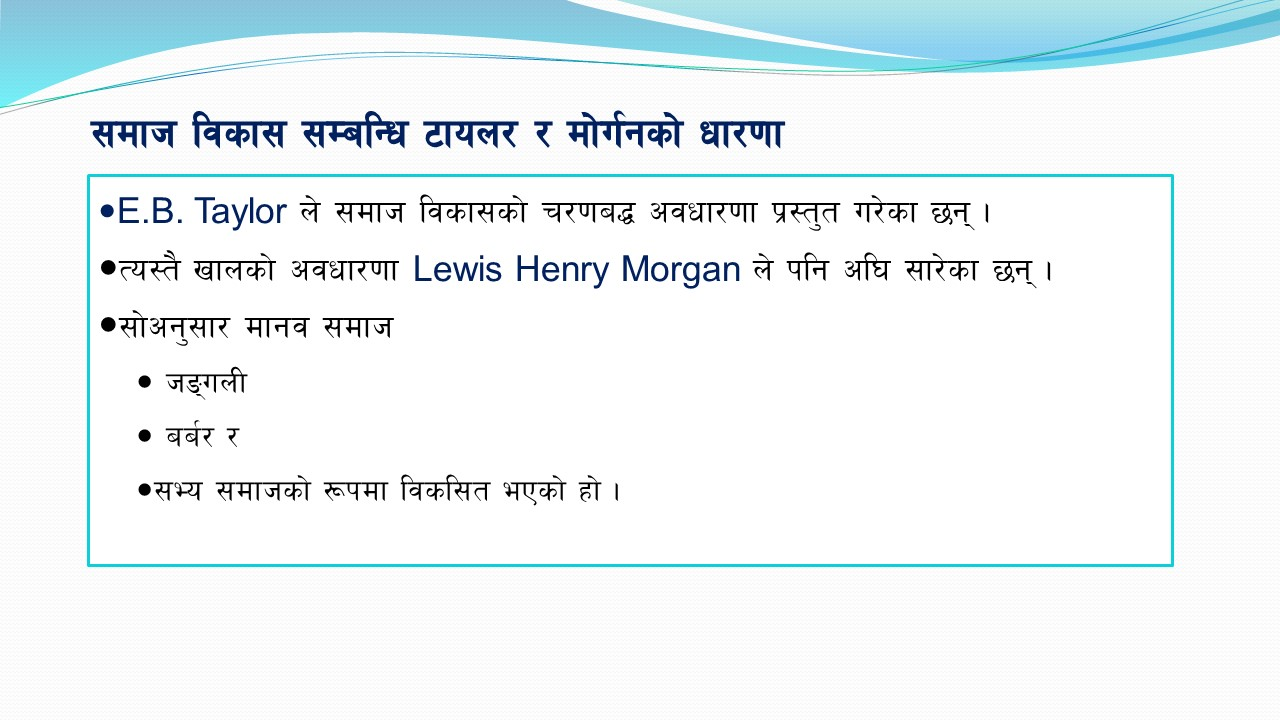 समाज विकास सम्बन्धि टायलर र मोर्गनको धारणा
•E.B. Taylor ले समाज विकासको चरणबद्ध अवधारणा प्रस्तुत गरेका छन् ।
•त्यस्तै खालको अवधारणा Lewis Henry Morgan ले पनि अघि सारेका छन् ।
•सोअनुसार मानव समाज
• जङ्गली
• बर्बर र
•सभ्य समाजको रूपमा विकसित भएको हो ।